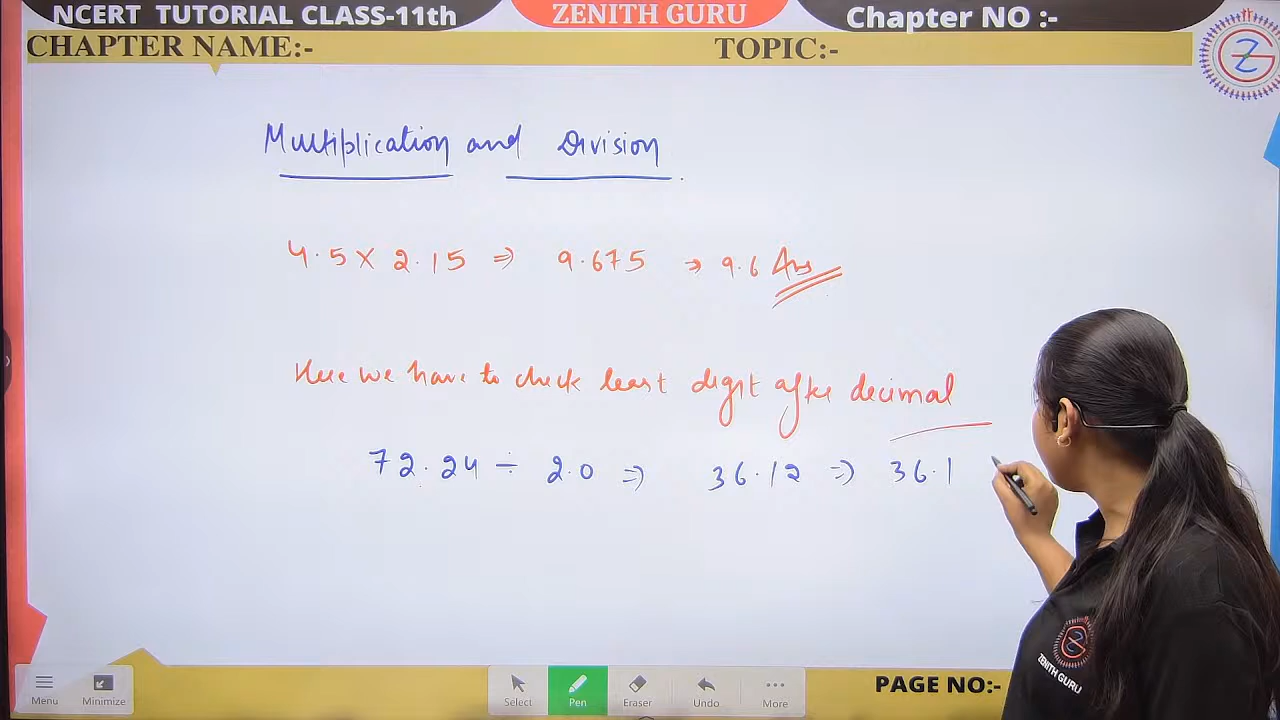 NCERT TUTORIAL CLASS-11th ZENITH GURU Chapter NO :-
CHAPTER NAME:- TOPIC:-
Multiplication and Division
4.5 × 2.15 ⇒ 9.675 → 9.6 Ans
Here we have to check least digit after decimal
72.24 ÷ 2.0 ⇒ 36.12 ⇒ 36.1
ZENITH GURU
Menu Minimize Select Pen Eraser Undo More PAGE NO:-